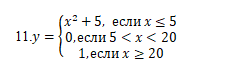 x² + 5, если x ≤ 5
11. y = { 0, если 5 < x < 20
1, если x ≥ 20